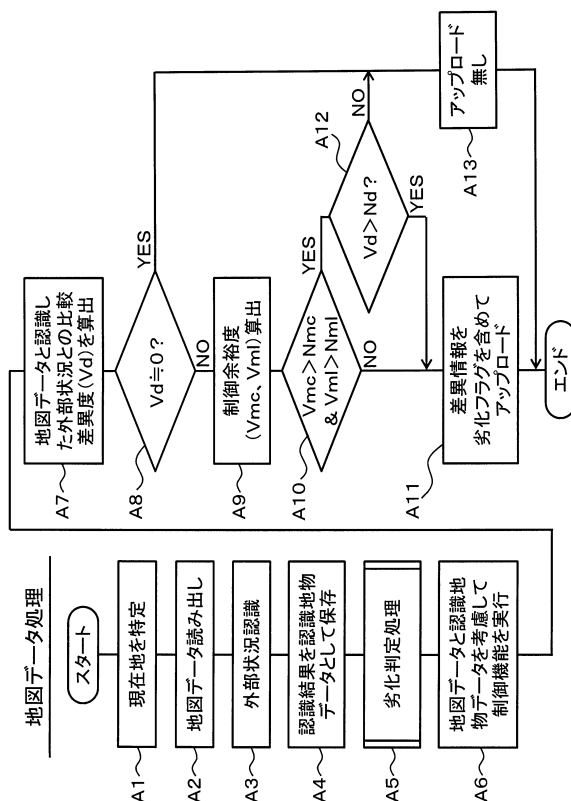 地図データ処理
スタート
A1
現在地を特定
A2
地図データ読み出し
A3
外部状況認識
A4
認識結果を認識地物
データとして保存
A5
劣化判定処理
A6
地図データと認識地
物データを考慮して
制御機能を実行
A7
地図データと認識し
た外部状況との比較
差異度(Vd)を算出
A8
Vd≒0?
YES
NO
A9
制御余裕度
(Vmc、Vml)算出
A10
Vmc>Nmc
& Vml>Nml
YES
NO
A12
Vd>Nd?
NO
YES
A11
差異情報を
劣化フラグを含めて
アップロード
A13
アップロード
無し
エンド